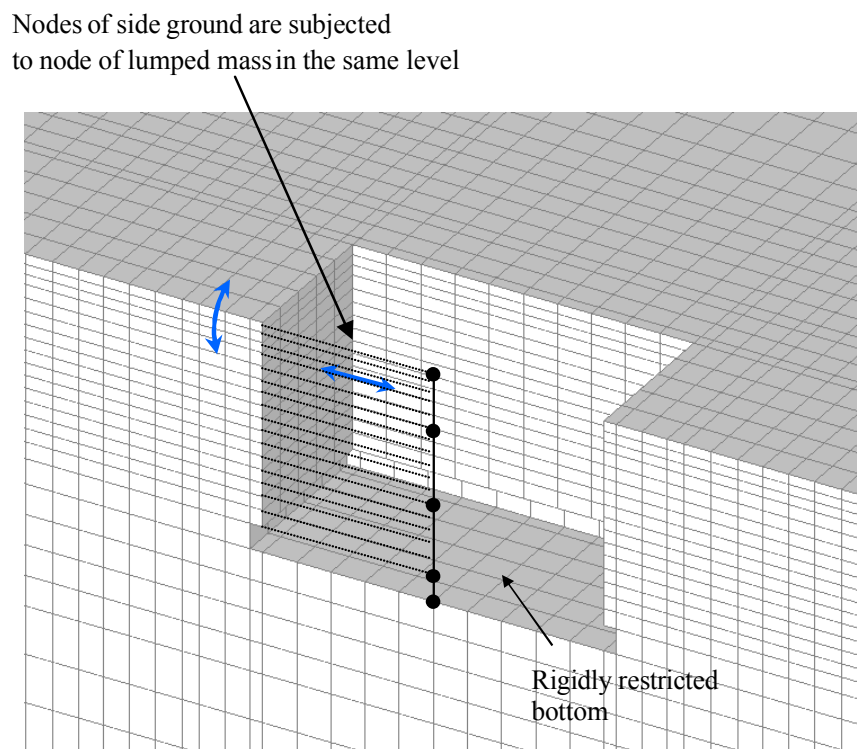 Nodes of side ground are subjected
to node of lumped mass in the same level
Rigidly restricted
bottom